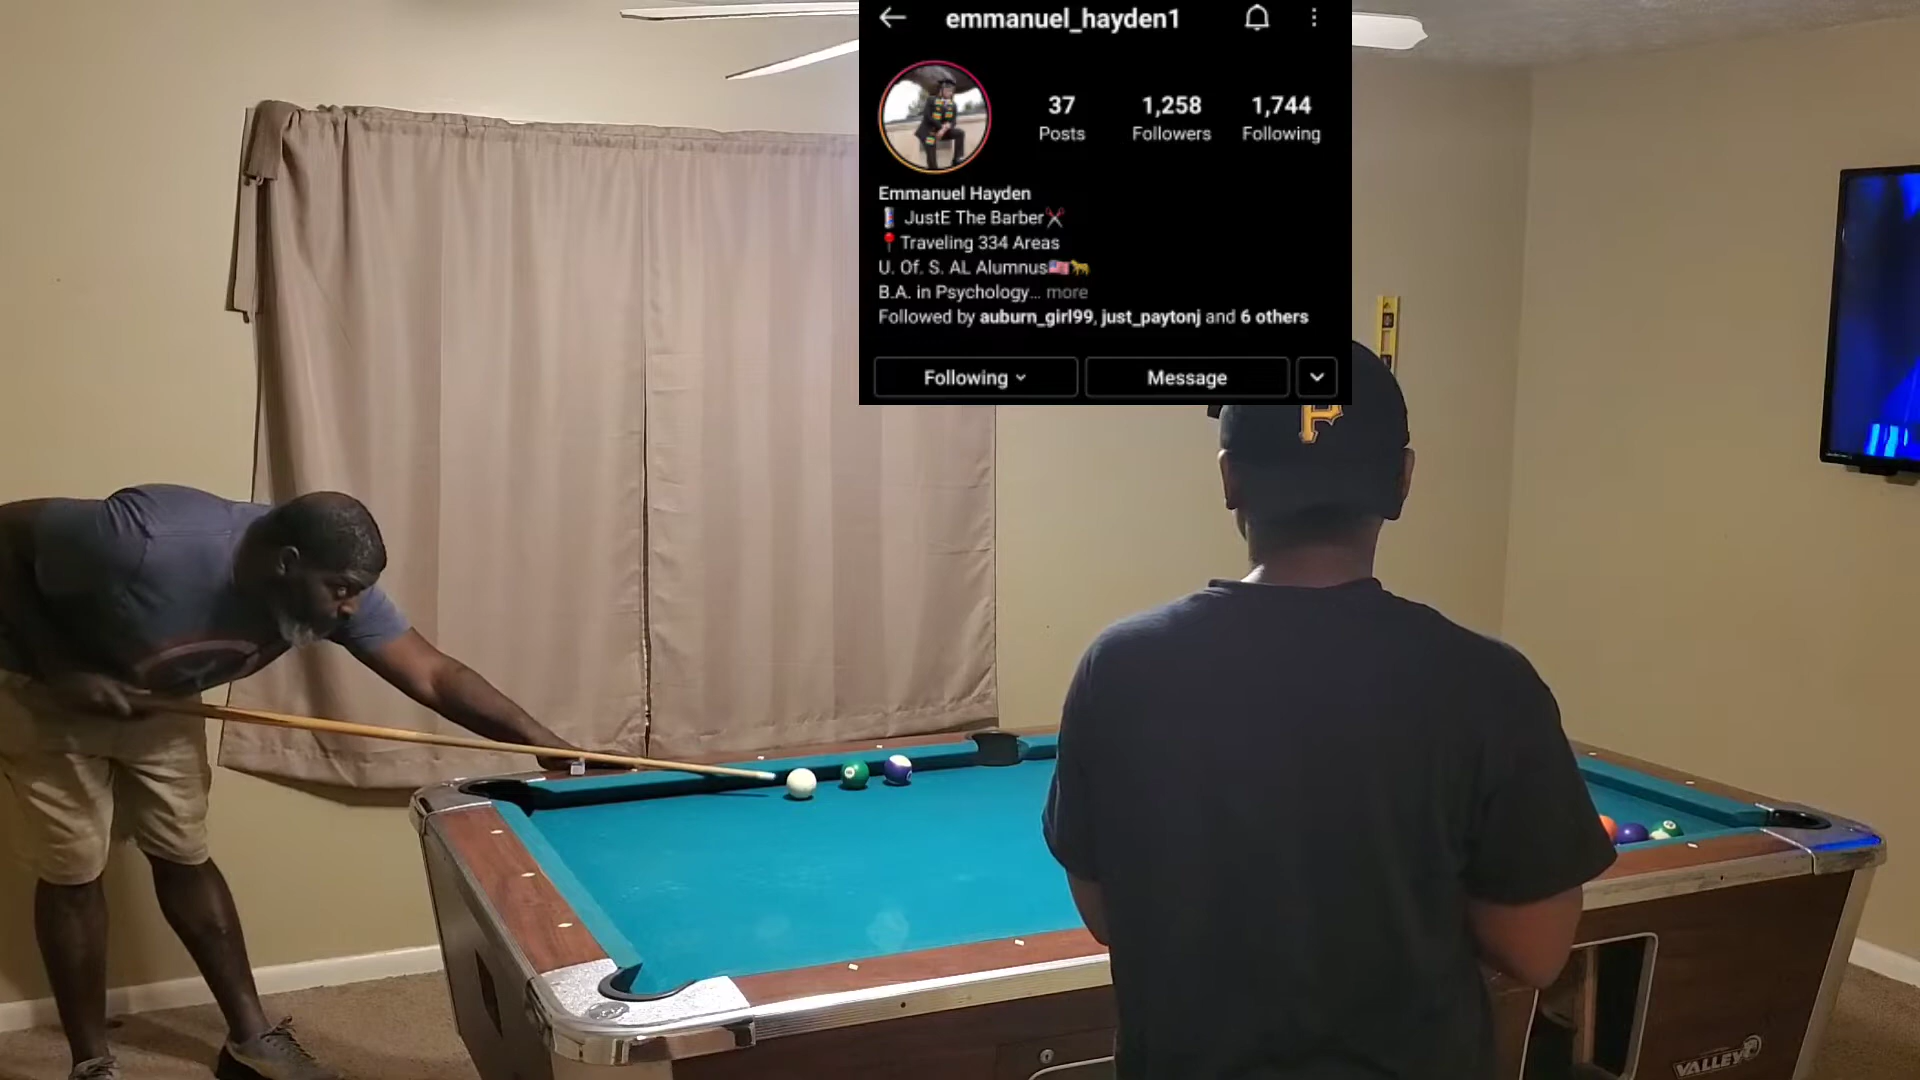 emmanuel_hayden1
37 1,258 1,744
Posts Followers Following
Emmanuel Hayden
💈 JustE The Barber✂️
📍Traveling 334 Areas
U. Of. S. AL Alumnus🇺🇸🐆
B.A. in Psychology... more
Followed by auburn_girl99, just_paytonj and 6 others
Following Message
P
VALLEY